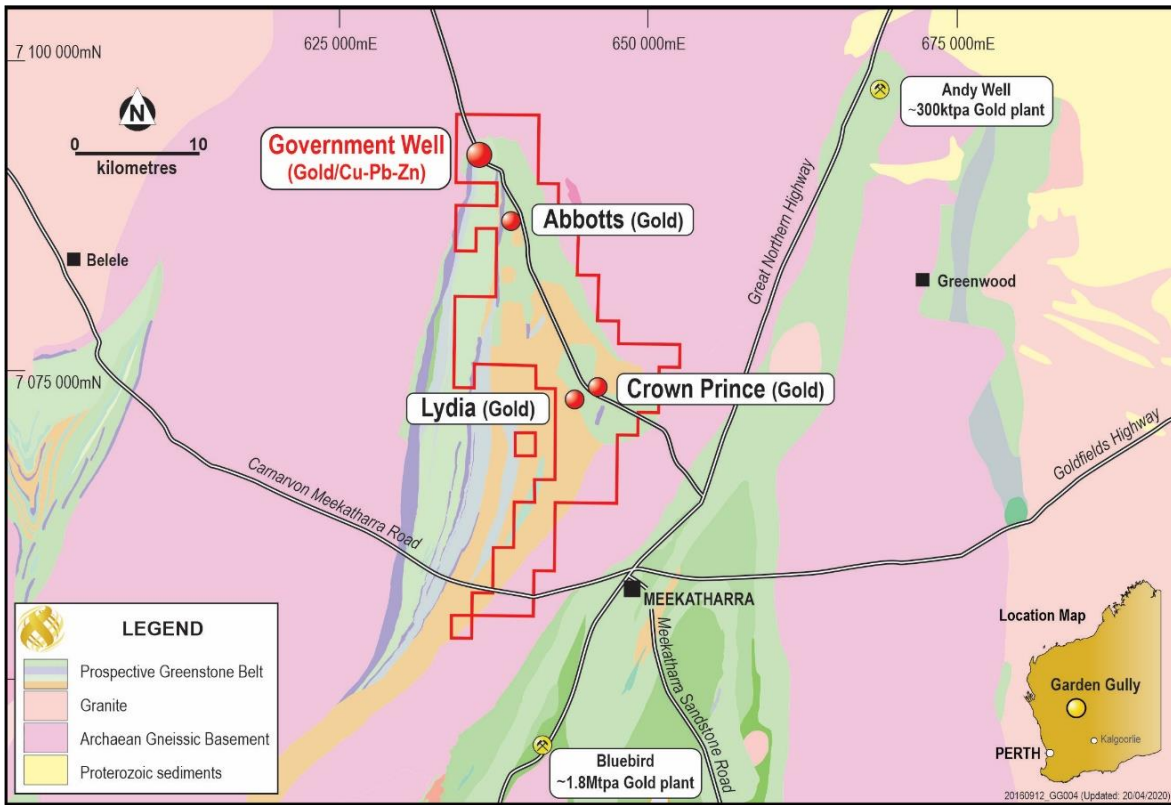 625 000mE
650 000mE
675 000mE
7 100 000mN
N
0
10
kilometres
Government Well
(Gold/Cu-Pb-Zn)
Andy Well
~300ktpa Gold plant
Abbotts (Gold)
Great Northern Highway
Belele
Greenwood
7 075 000mN
Crown Prince (Gold)
Lydia (Gold)
Goldfields Highway
Carnarvon Meekatharra Road
MEEKATHARRA
Meekatharra Sandstone Road
Bluebird
~1.8Mtpa Gold plant
LEGEND
Prospective Greenstone Belt
Granite
Archaean Gneissic Basement
Proterozoic sediments
Location Map
Garden Gully
Kalgoorlie
PERTH
20160912_GG004 (Updated: 20/04/2020)